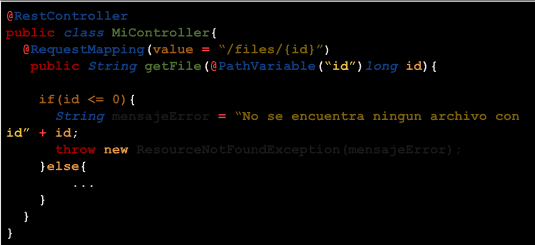 @RestController
public class MiController{
@RequestMapping(value = “/files/{id}”)
public String getFile(@PathVariable(“id”)long id){
if(id <= 0){
String mensajeError = “No se encuentra ningun archivo con
id” + id;
throw new ResourceNotFoundException(mensajeError);
}else{
...
}
}
}